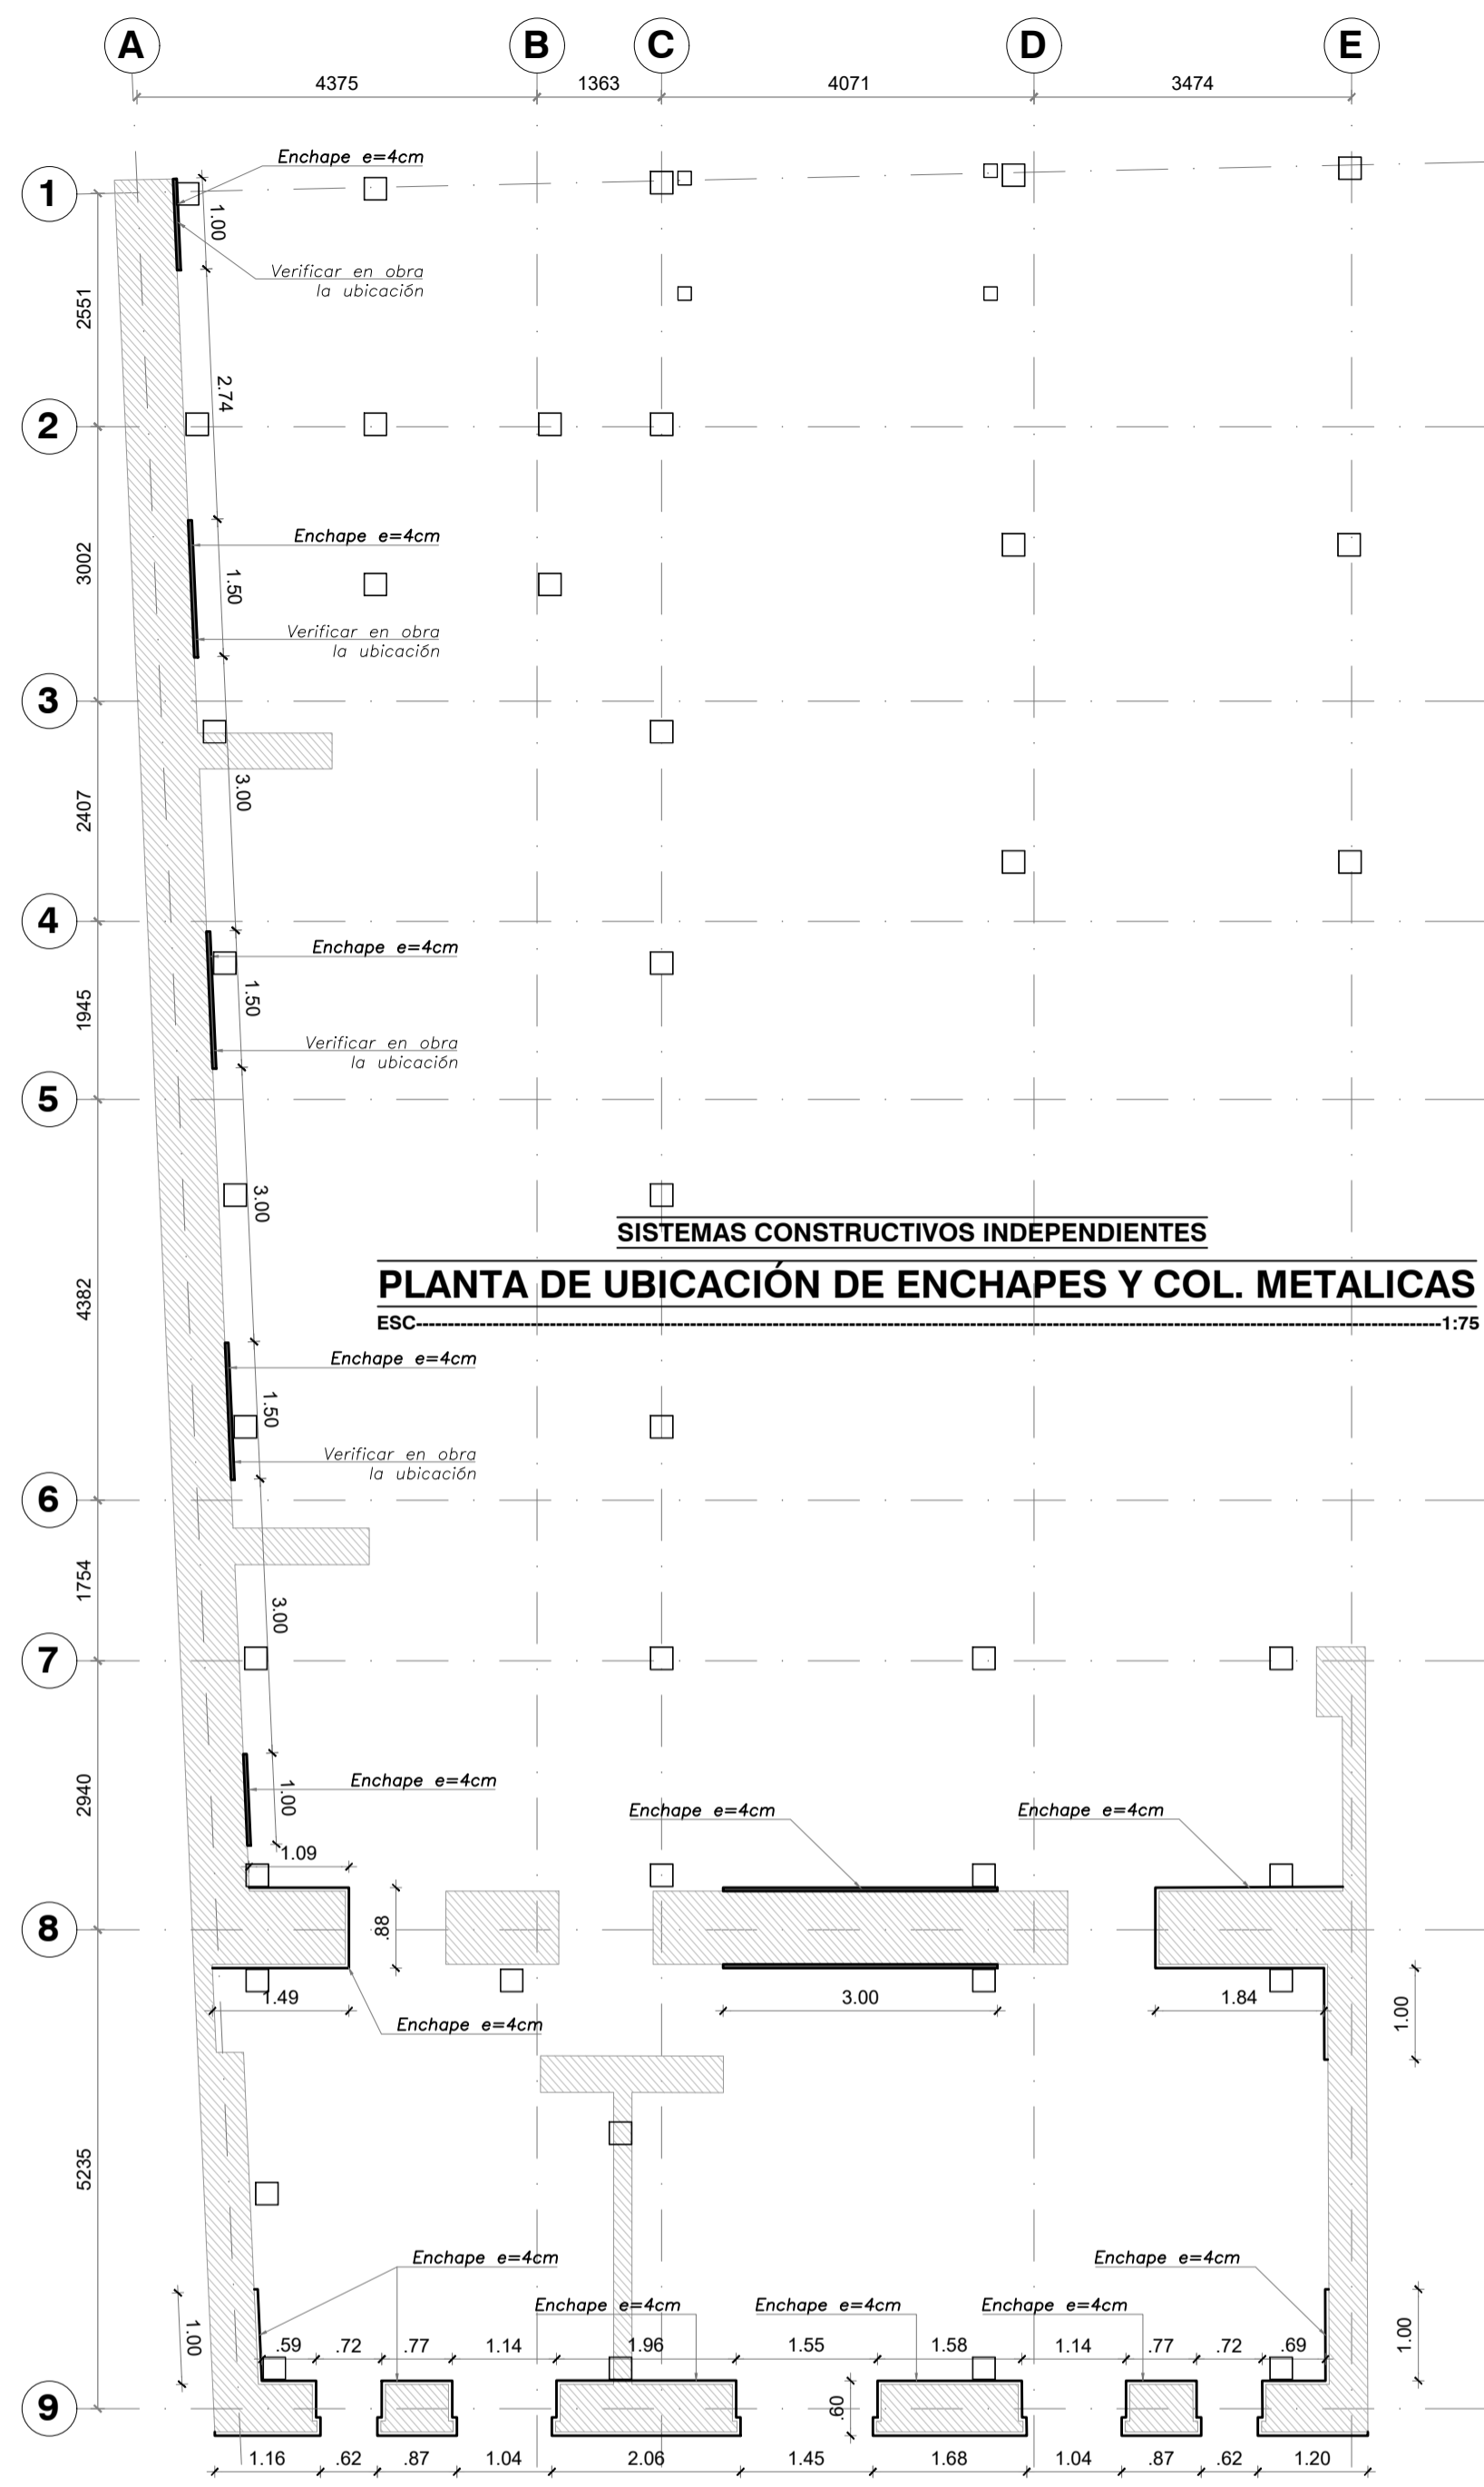 A B C D E
4375 1363 4071 3474
Enchape e=4cm
1
1.00
Verificar en obra
la ubicación
2551
2.74
2
Enchape e=4cm
3002
1.50
Verificar en obra
la ubicación
3
3.00
2407
4
Enchape e=4cm
1945
1.50
Verificar en obra
la ubicación
5
3.00
SISTEMAS CONSTRUCTIVOS INDEPENDIENTES
PLANTA DE UBICACIÓN DE ENCHAPES Y COL. METALICAS
ESC----------1:75
4382
Enchape e=4cm
1.50
Verificar en obra
la ubicación
6
1754
3.00
7
2940
Enchape e=4cm
1.00
Enchape e=4cm Enchape e=4cm
1.09
8
.88
1.49 3.00 1.84
1.00
Enchape e=4cm
5235
Enchape e=4cm Enchape e=4cm
Enchape e=4cm Enchape e=4cm Enchape e=4cm
1.00 1.00
.59 .72 .77 1.14 1.96 1.55 1.58 1.14 .77 .72 .69
9
.60
1.16 .62 .87 1.04 2.06 1.45 1.68 1.04 .87 .62 1.20